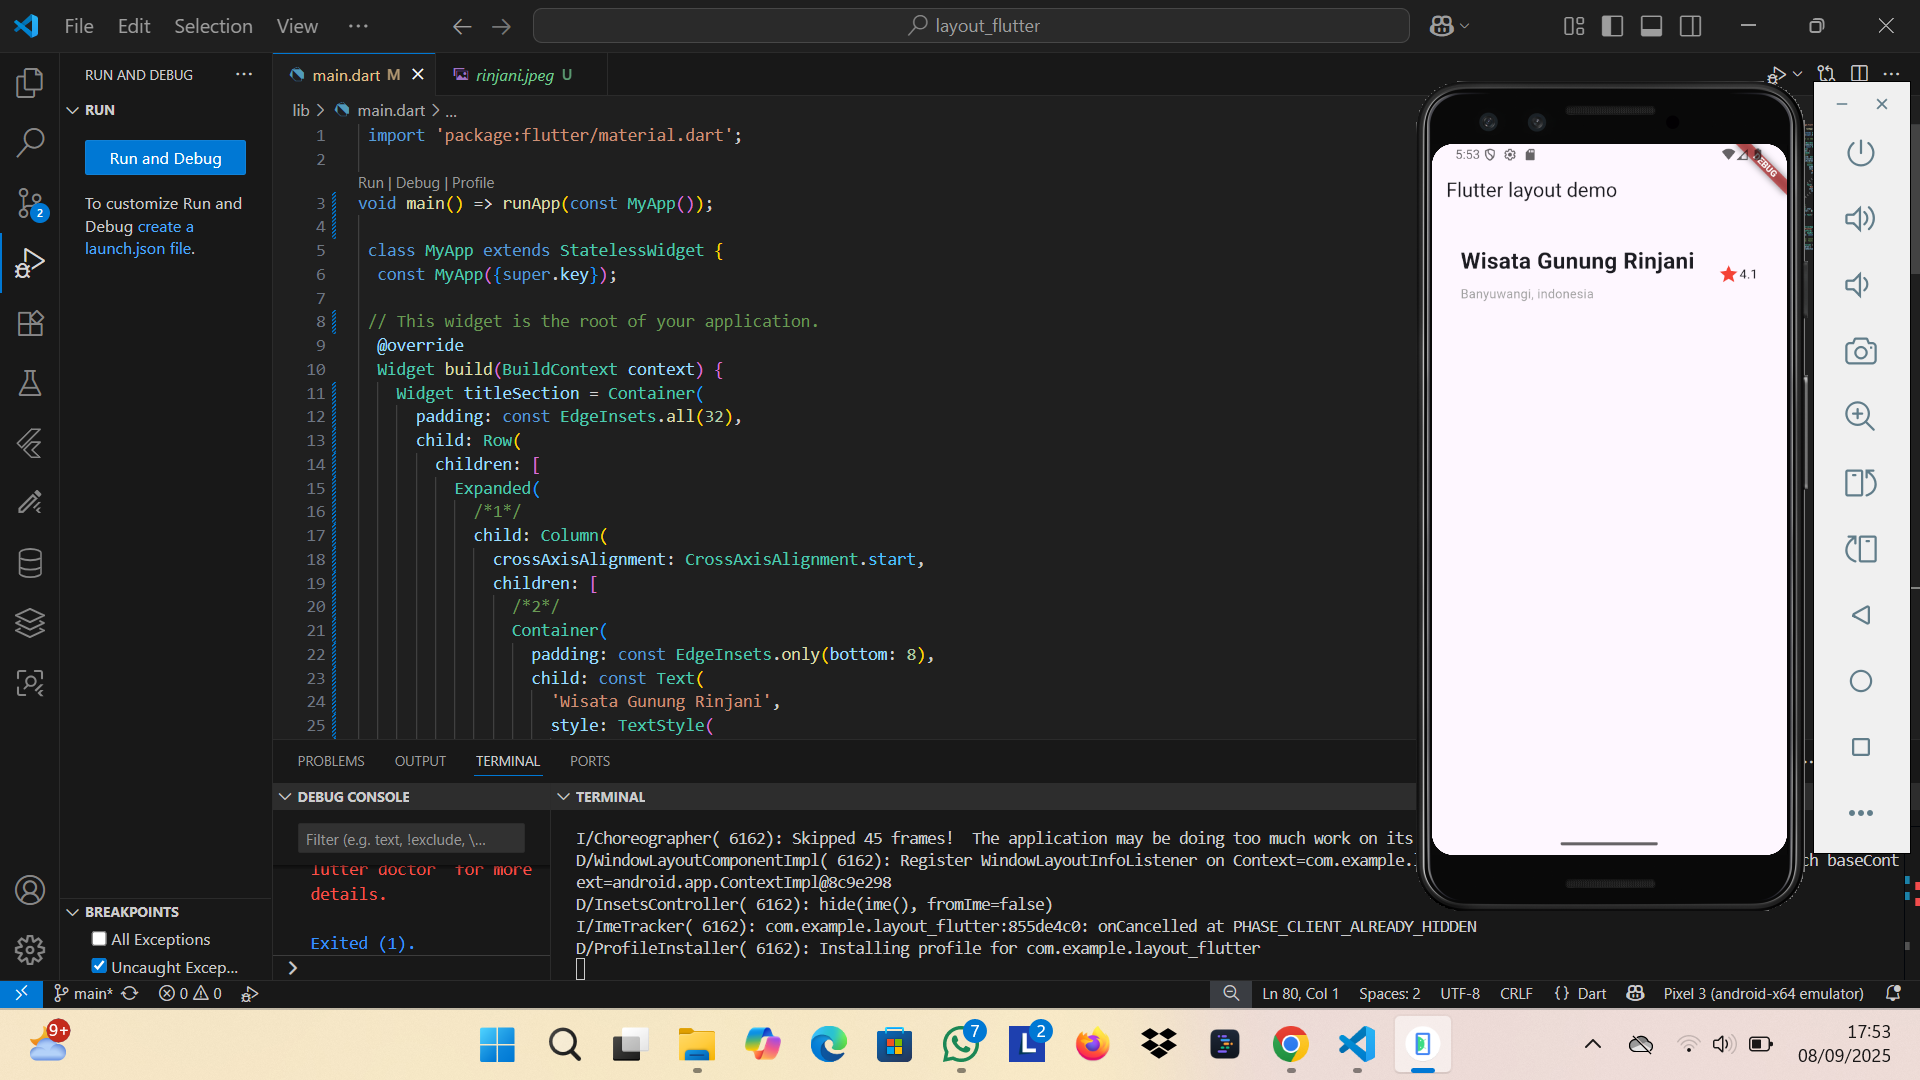 File Edit Selection View ··· layout_flutter
RUN AND DEBUG ···
RUN
Run and Debug
To customize Run and
Debug create a
launch.json file.
main.dart M
rinjani.jpeg U
lib > main.dart > ...
1 import 'package:flutter/material.dart';
2
Run | Debug | Profile
3 void main() => runApp(const MyApp());
4
5 class MyApp extends StatelessWidget {
6 const MyApp({super.key});
7
8 // This widget is the root of your application.
9 @override
10 Widget build(BuildContext context) {
11 Widget titleSection = Container(
12 padding: const EdgeInsets.all(32),
13 child: Row(
14 children: [
15 Expanded(
16 /*1*/
17 child: Column(
18 crossAxisAlignment: CrossAxisAlignment.start,
19 children: [
20 /*2*/
21 Container(
22 padding: const EdgeInsets.only(bottom: 8),
23 child: const Text(
24 'Wisata Gunung Rinjani',
25 style: TextStyle(
5:53
DEBUG
Flutter layout demo
Wisata Gunung Rinjani
4.1
Banyuwangi, indonesia
PROBLEMS OUTPUT TERMINAL PORTS
DEBUG CONSOLE
Filter (e.g. text, !exclude, \...
lutter doctor for more
details.
Exited (1).
TERMINAL
I/Choreographer( 6162): Skipped 45 frames! The application may be doing too much work on its
D/WindowLayoutComponentImpl( 6162): Register WindowLayoutInfoListener on Context=com.example. ch baseCont
ext=android.app.ContextImpl@8c9e298
D/InsetsController( 6162): hide(ime(), fromIme=false)
I/ImeTracker( 6162): com.example.layout_flutter:855de4c0: onCancelled at PHASE_CLIENT_ALREADY_HIDDEN
D/ProfileInstaller( 6162): Installing profile for com.example.layout_flutter
BREAKPOINTS
All Exceptions
Uncaught Excep...
2
main* 0 0 Ln 80, Col 1 Spaces: 2 UTF-8 CRLF {} Dart Pixel 3 (android-x64 emulator)
9+ 7 L 2
17:53
08/09/2025